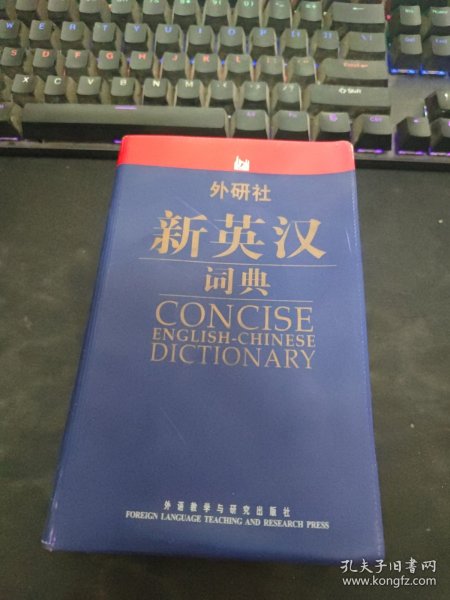 外研社
新英汉
词典
CONCISE
ENGLISH-CHINESE
DICTIONARY
外语教学与研究出版社
FOREIGN LANGUAGE TEACHING AND RESEARCH PRESS
孔夫子旧书网
www.kongfz.com